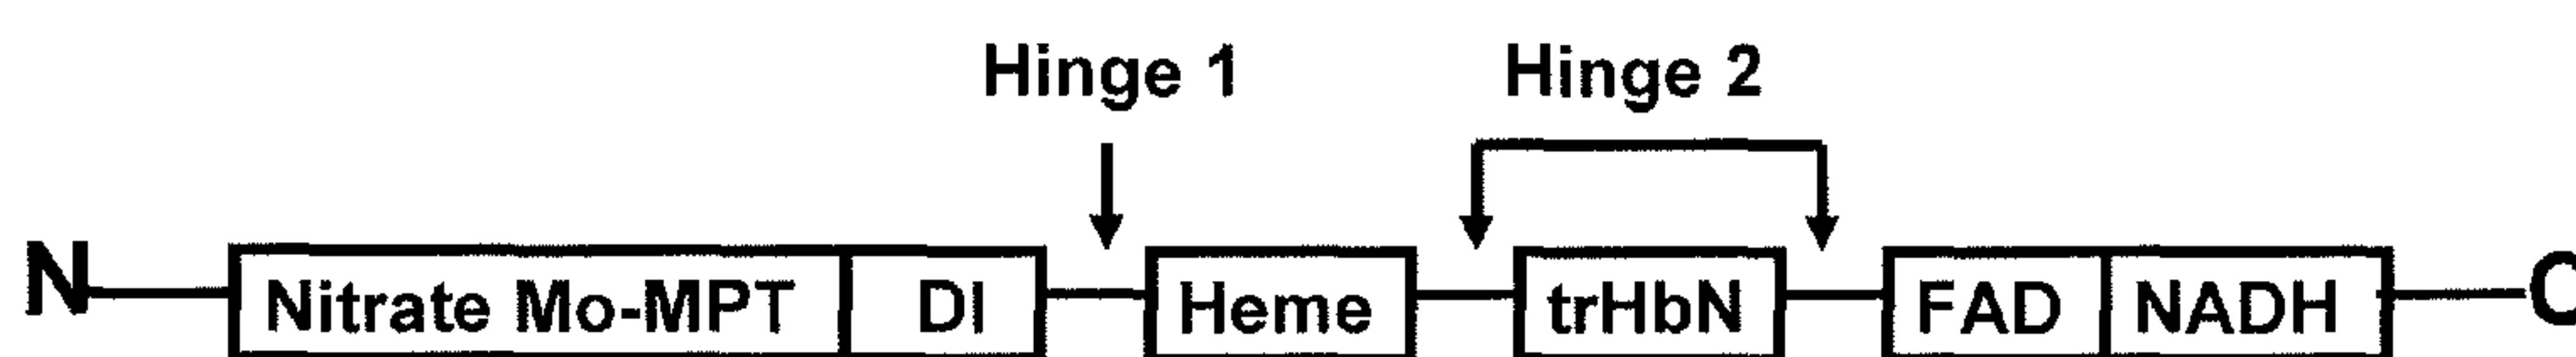 Hinge 1 Hinge 2
N Nitrate Mo-MPT DI Heme trHbN FAD NADH C